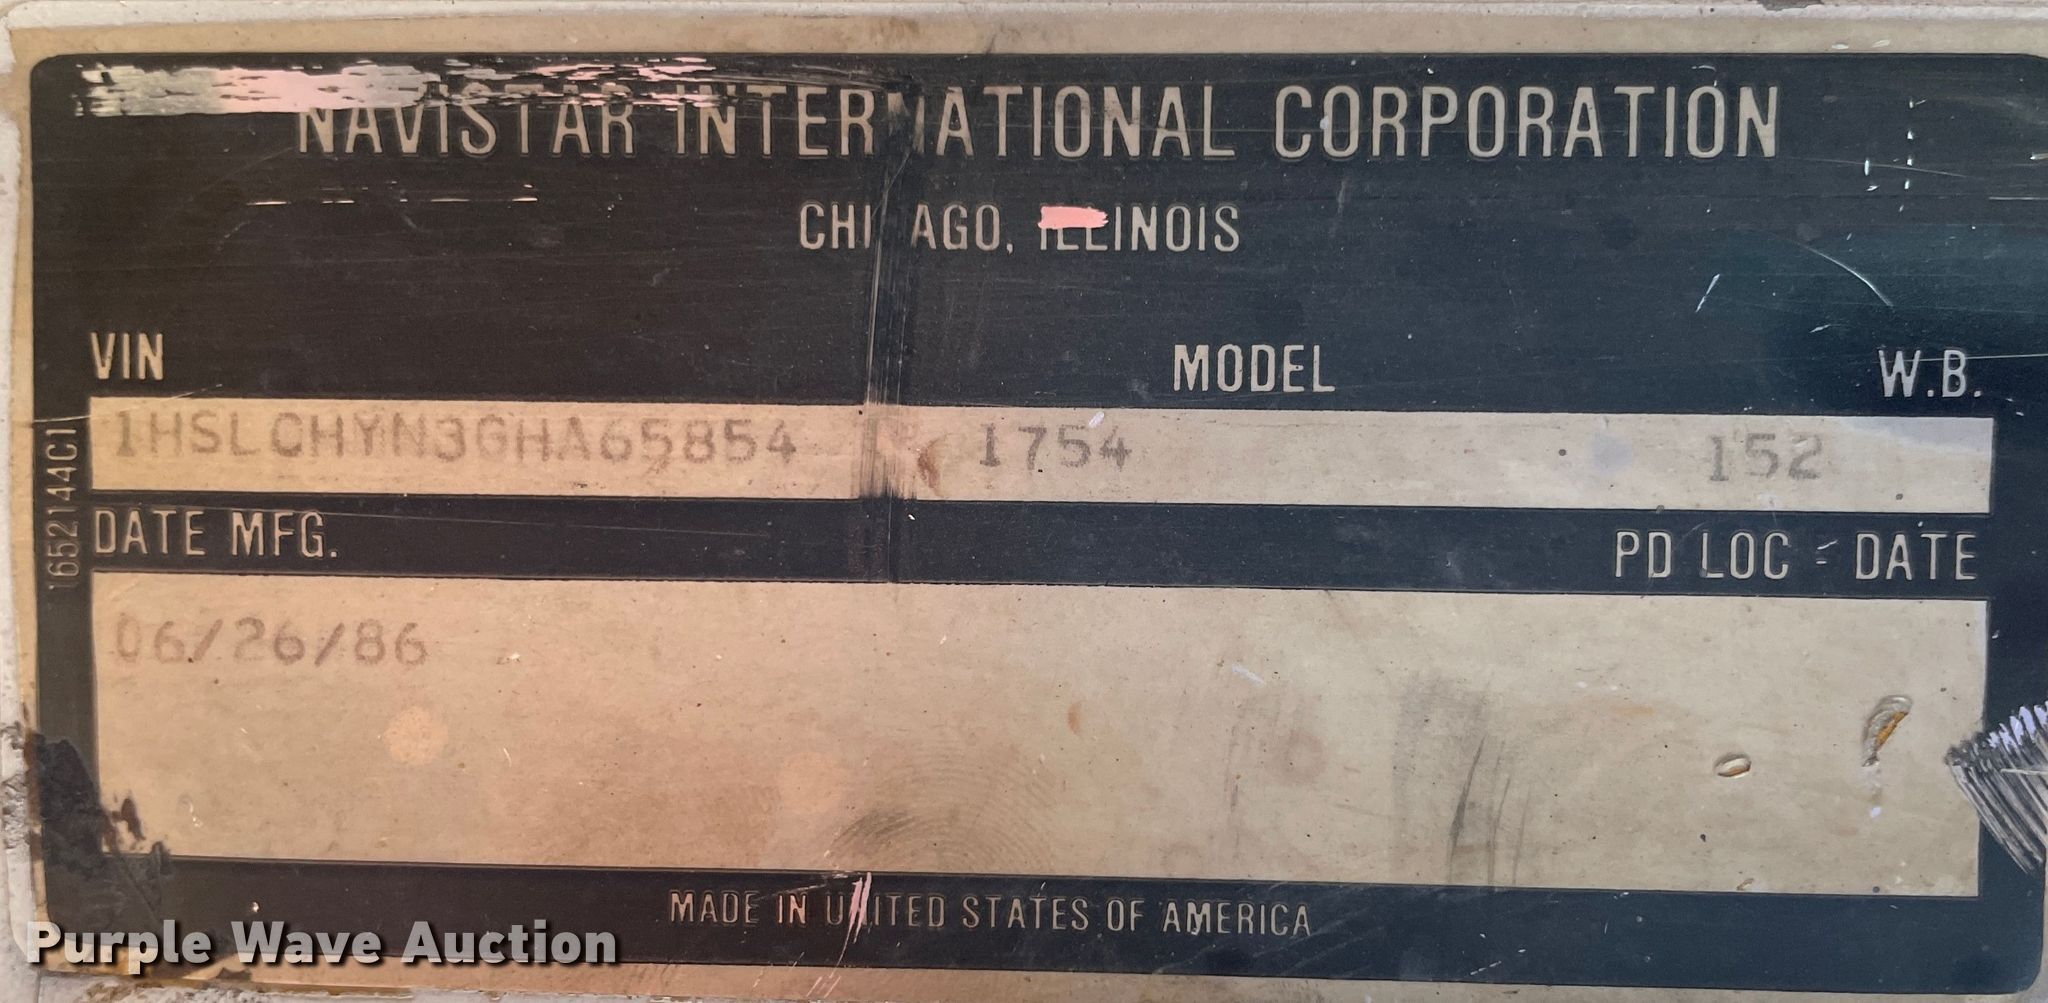 NAVISTAR INTERNATIONAL CORPORATION
CHICAGO, ILLINOIS
VIN MODEL W.B.
1HSLCHYN3GHA65854 1754 152
DATE MFG. PD LOC - DATE
06/26/86
1652144C1
MADE IN UNITED STATES OF AMERICA
Purple Wave Auction